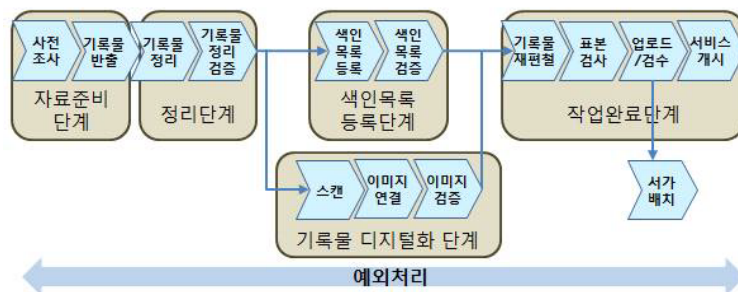 사전
조사
기록물
반출
자료준비
단계
기록물
정리
기록물
정리
검증
정리단계
색인
목록
등록
색인
목록
검증
색인목록
등록단계
스캔
이미지
연결
이미지
검증
기록물 디지털화 단계
기록물
재편철
표본
검사
업로드
/검수
서비스
개시
작업완료단계
서가
배치
예외처리